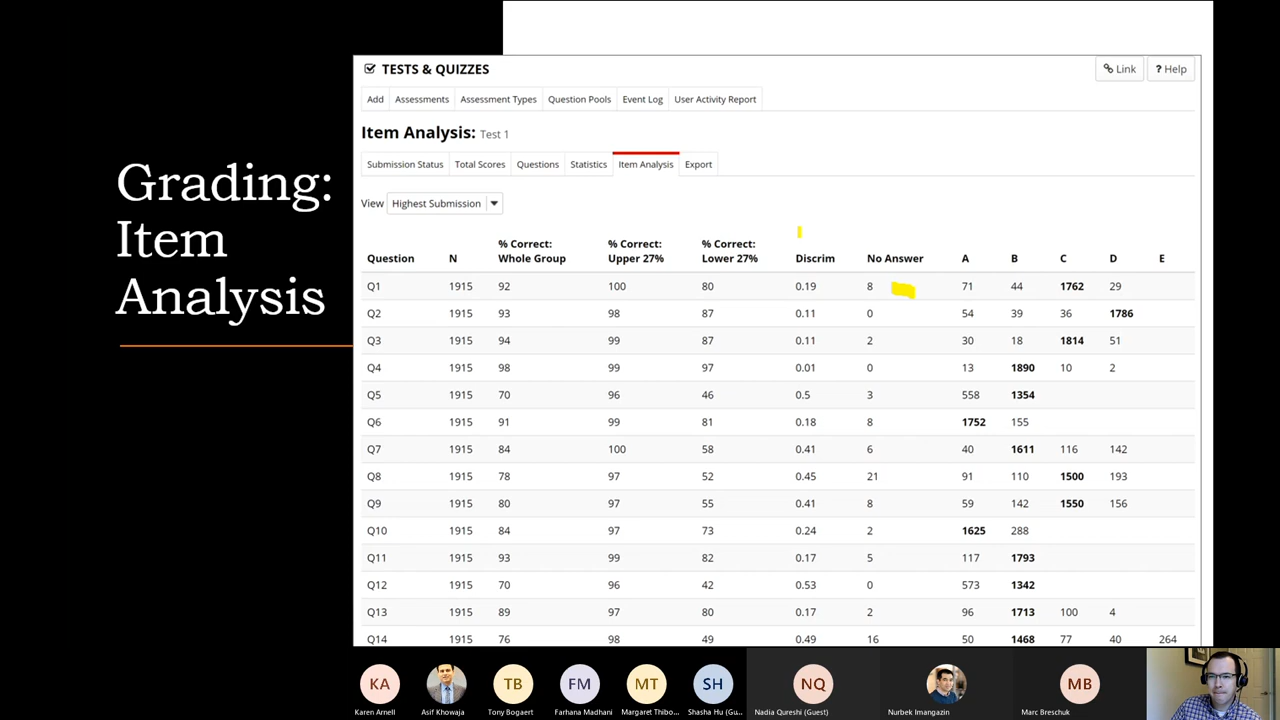 Grading:
Item
Analysis
TESTS & QUIZZES
Link
? Help
Add Assessments Assessment Types Question Pools Event Log User Activity Report
Item Analysis: Test 1
Submission Status Total Scores Questions Statistics Item Analysis Export
View Highest Submission
% Correct: % Correct: % Correct:
Question N Whole Group Upper 27% Lower 27% Discrim No Answer A B C D E
Q1 1915 92 100 80 0.19 8 71 44 1762 29
Q2 1915 93 98 87 0.11 0 54 39 36 1786
Q3 1915 94 99 87 0.11 2 30 18 1814 51
Q4 1915 98 99 97 0.01 0 13 1890 10 2
Q5 1915 70 96 46 0.5 3 558 1354
Q6 1915 91 99 81 0.18 8 1752 155
Q7 1915 84 100 58 0.41 6 40 1611 116 142
Q8 1915 78 97 52 0.45 21 91 110 1500 193
Q9 1915 80 97 55 0.41 8 59 142 1550 156
Q10 1915 84 97 73 0.24 2 1625 288
Q11 1915 93 99 82 0.17 5 117 1793
Q12 1915 70 96 42 0.53 0 573 1342
Q13 1915 89 97 80 0.17 2 96 1713 100 4
Q14 1915 76 98 49 0.49 16 50 1468 77 40 264
KA TB FM MT SH NQ MB
Karen Arnell Asif Khowaja Tony Bogaert Farhana Madhani Margaret Thibo... Shasha Hu (Gu... Nadia Qureshi (Guest) Nurbek Imangazin Marc Breschuk